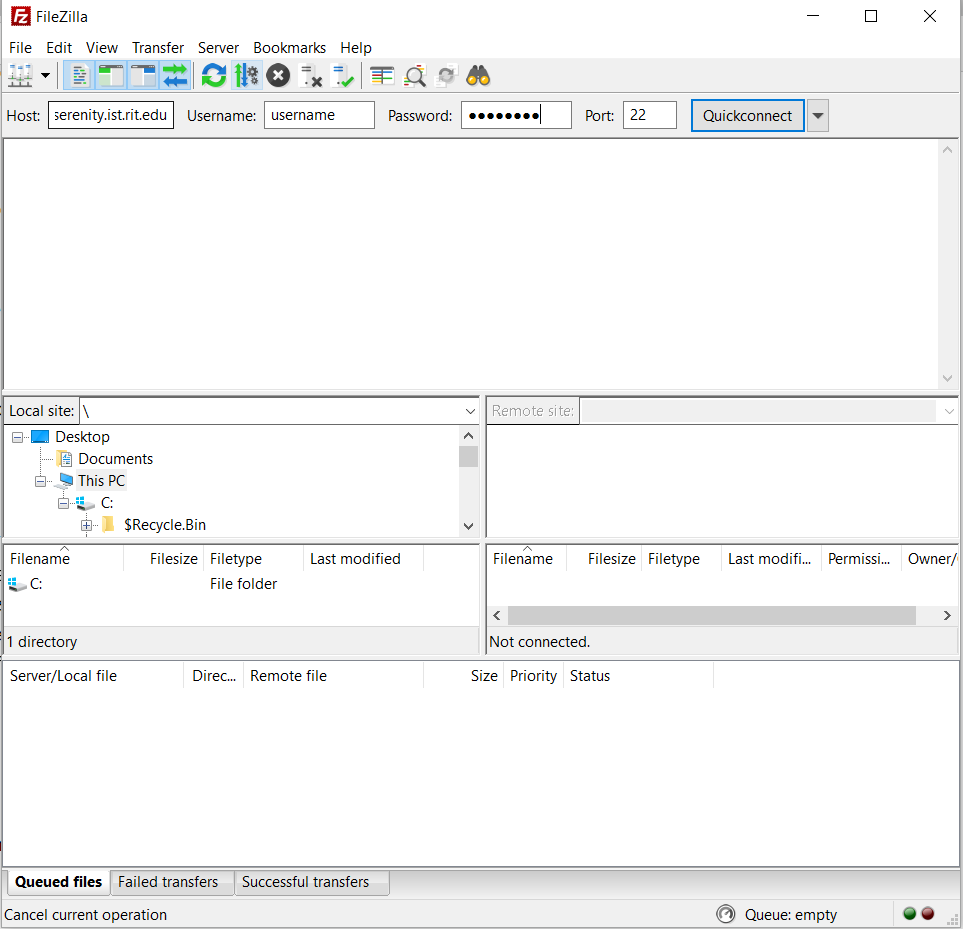 FileZilla
File Edit View Transfer Server Bookmarks Help
Host: serenity.ist.rit.edu Username: username Password: ●●●●●●●● Port: 22 Quickconnect
Local site: \
Remote site:
Desktop
Documents
This PC
C:
$Recycle.Bin
Filename Filesize Filetype Last modified
C: File folder
1 directory
Filename Filesize Filetype Last modifi... Permissi... Owner/
Not connected.
Server/Local file Direc... Remote file Size Priority Status
Queued files Failed transfers Successful transfers
Cancel current operation Queue: empty